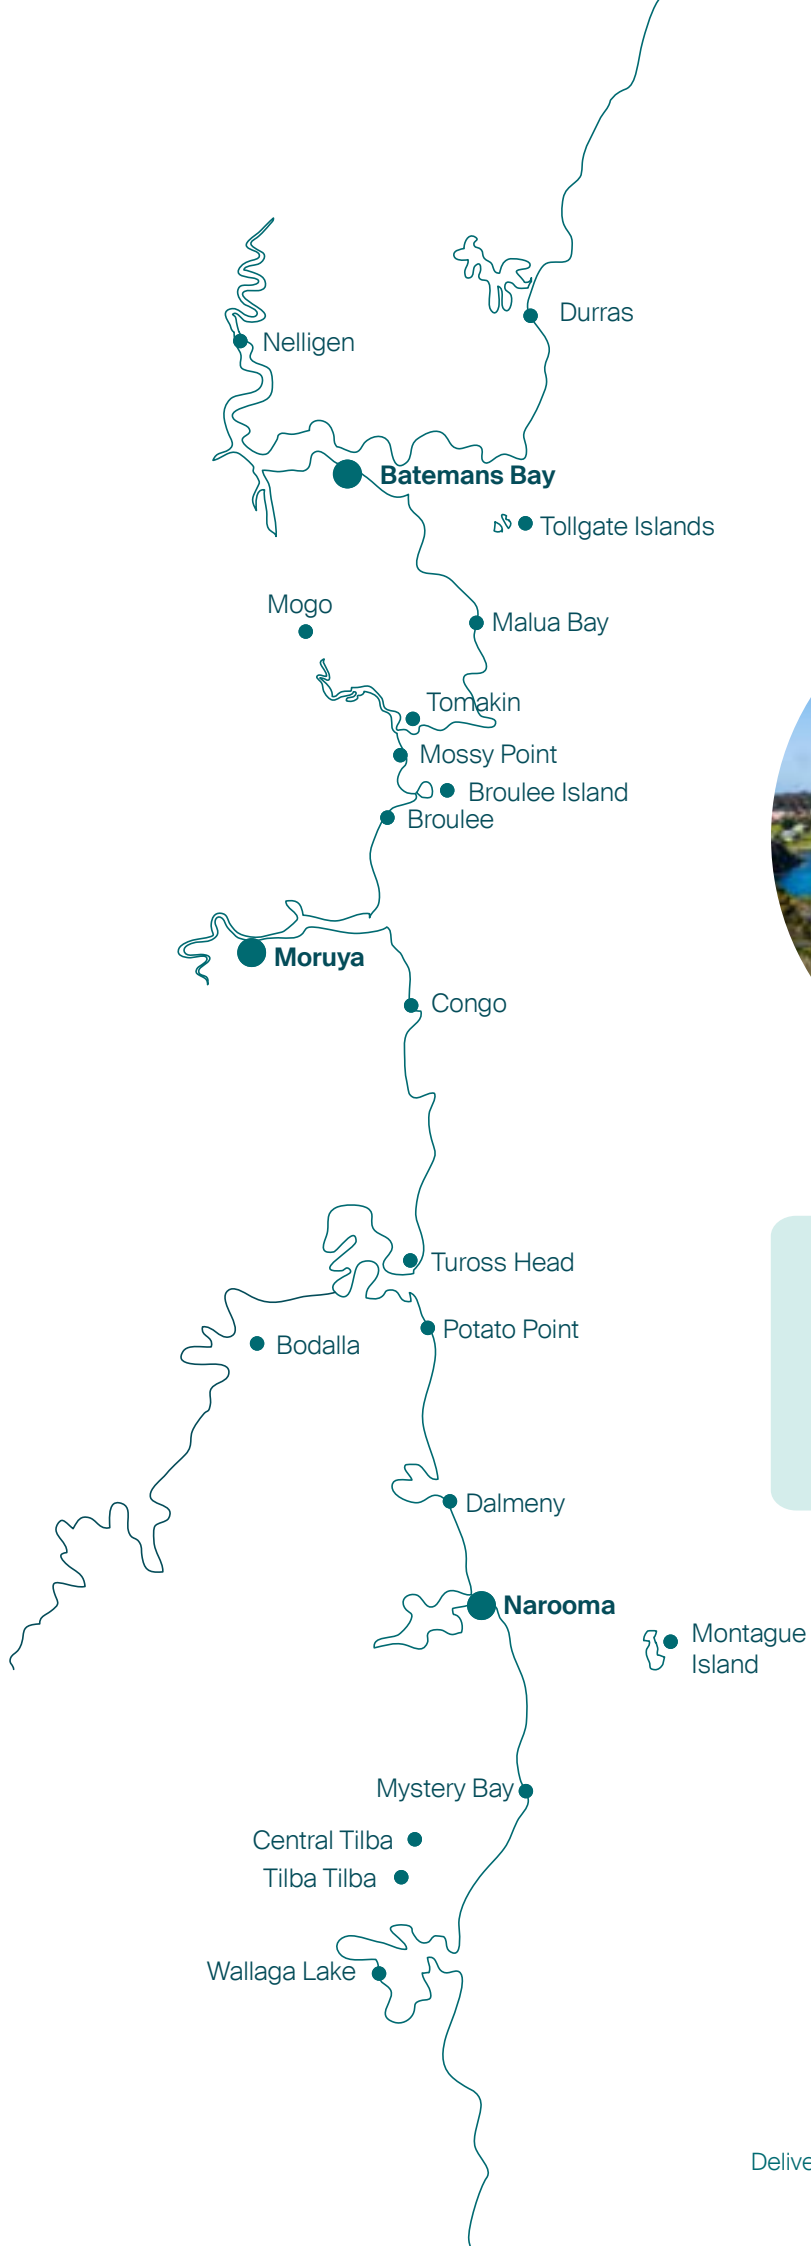 Durras
Nelligen
Batemans Bay
Tollgate Islands
Mogo
Malua Bay
Tomakin
Mossy Point
Broulee Island
Broulee
Moruya
Congo
Tuross Head
Potato Point
Bodalla
Dalmeny
Narooma
Montague
Island
Mystery Bay
Central Tilba
Tilba Tilba
Wallaga Lake
Delive